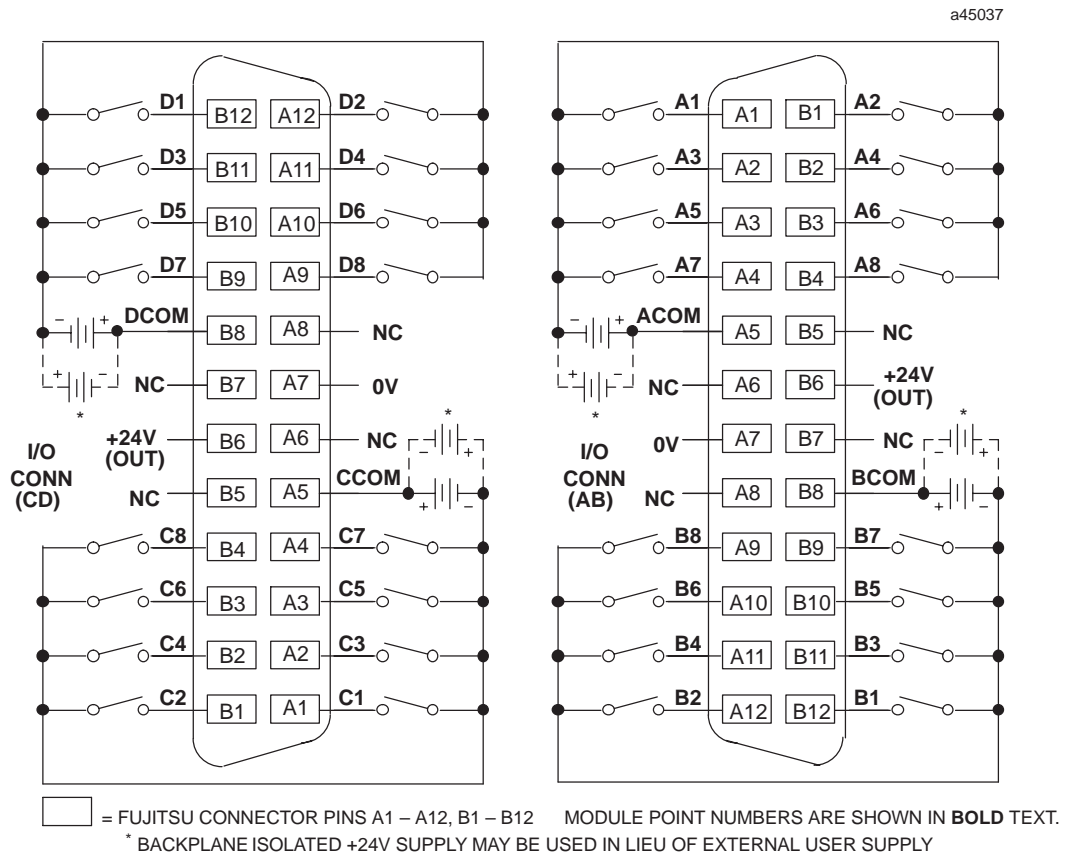 a45037
D1 B12 A12 D2 A1 A1 B1 A2
D3 B11 A11 D4 A3 A2 B2 A4
D5 B10 A10 D6 A5 A3 B3 A6
D7 B9 A9 D8 A7 A4 B4 A8
- + DCOM B8 A8 NC - + ACOM A5 B5 NC
+ - NC B7 A7 0V + - NC A6 B6 +24V (OUT)
* *
I/O CONN (CD) +24V (OUT) B6 A6 NC - + * I/O CONN (AB) 0V A7 B7 NC - + *
NC B5 A5 CCOM + - NC A8 B8 BCOM + -
C8 B4 A4 C7 B8 A9 B9 B7
C6 B3 A3 C5 B6 A10 B10 B5
C4 B2 A2 C3 B4 A11 B11 B3
C2 B1 A1 C1 B2 A12 B12 B1
= FUJITSU CONNECTOR PINS A1 – A12, B1 – B12 MODULE POINT NUMBERS ARE SHOWN IN BOLD TEXT.
* BACKPLANE ISOLATED +24V SUPPLY MAY BE USED IN LIEU OF EXTERNAL USER SUPPLY